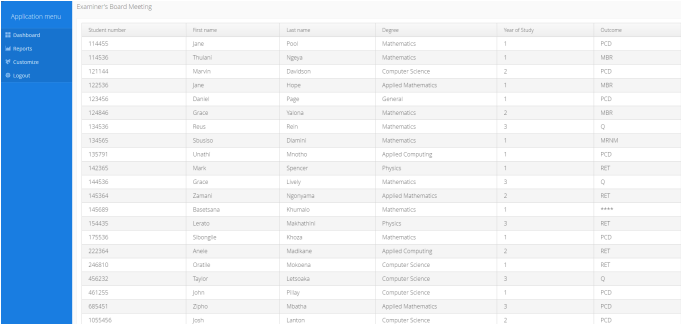 Examiner's Board Meeting
Application menu
Dashboard
Reports
Customize
Logout
Student number First name Last name Degree Year of Study Outcome
114455 Jane Pool Mathematics 1 PCD
114536 Thulani Ngeya Mathematics 1 MBR
121144 Marvin Davidson Computer Science 2 PCD
122536 Jane Hope Applied Mathematics 1 MBR
123456 Daniel Page General 1 PCD
124846 Grace Yalona Mathematics 2 MBR
134536 Reus Rein Mathematics 3 Q
134565 Sbusiso Dlamini Mathematics 1 MRNM
135791 Unathi Mnotho Applied Computing 1 PCD
142365 Mark Spencer Physics 1 RET
144536 Grace Lively Mathematics 3 Q
145364 Zamani Ngonyama Applied Mathematics 2 RET
145689 Basetsana Khumalo Mathematics 1 ****
154435 Lerato Makhathini Physics 3 RET
175536 Sibongile Khoza Mathematics 1 PCD
222364 Anele Madikane Applied Computing 2 RET
246810 Oratile Mokoena Computer Science 1 RET
456232 Taylor Letsoaka Computer Science 3 Q
461255 John Pillay Computer Science 1 PCD
685451 Zipho Mbatha Applied Mathematics 3 PCD
1055456 Josh Lanton Computer Science 2 PCD